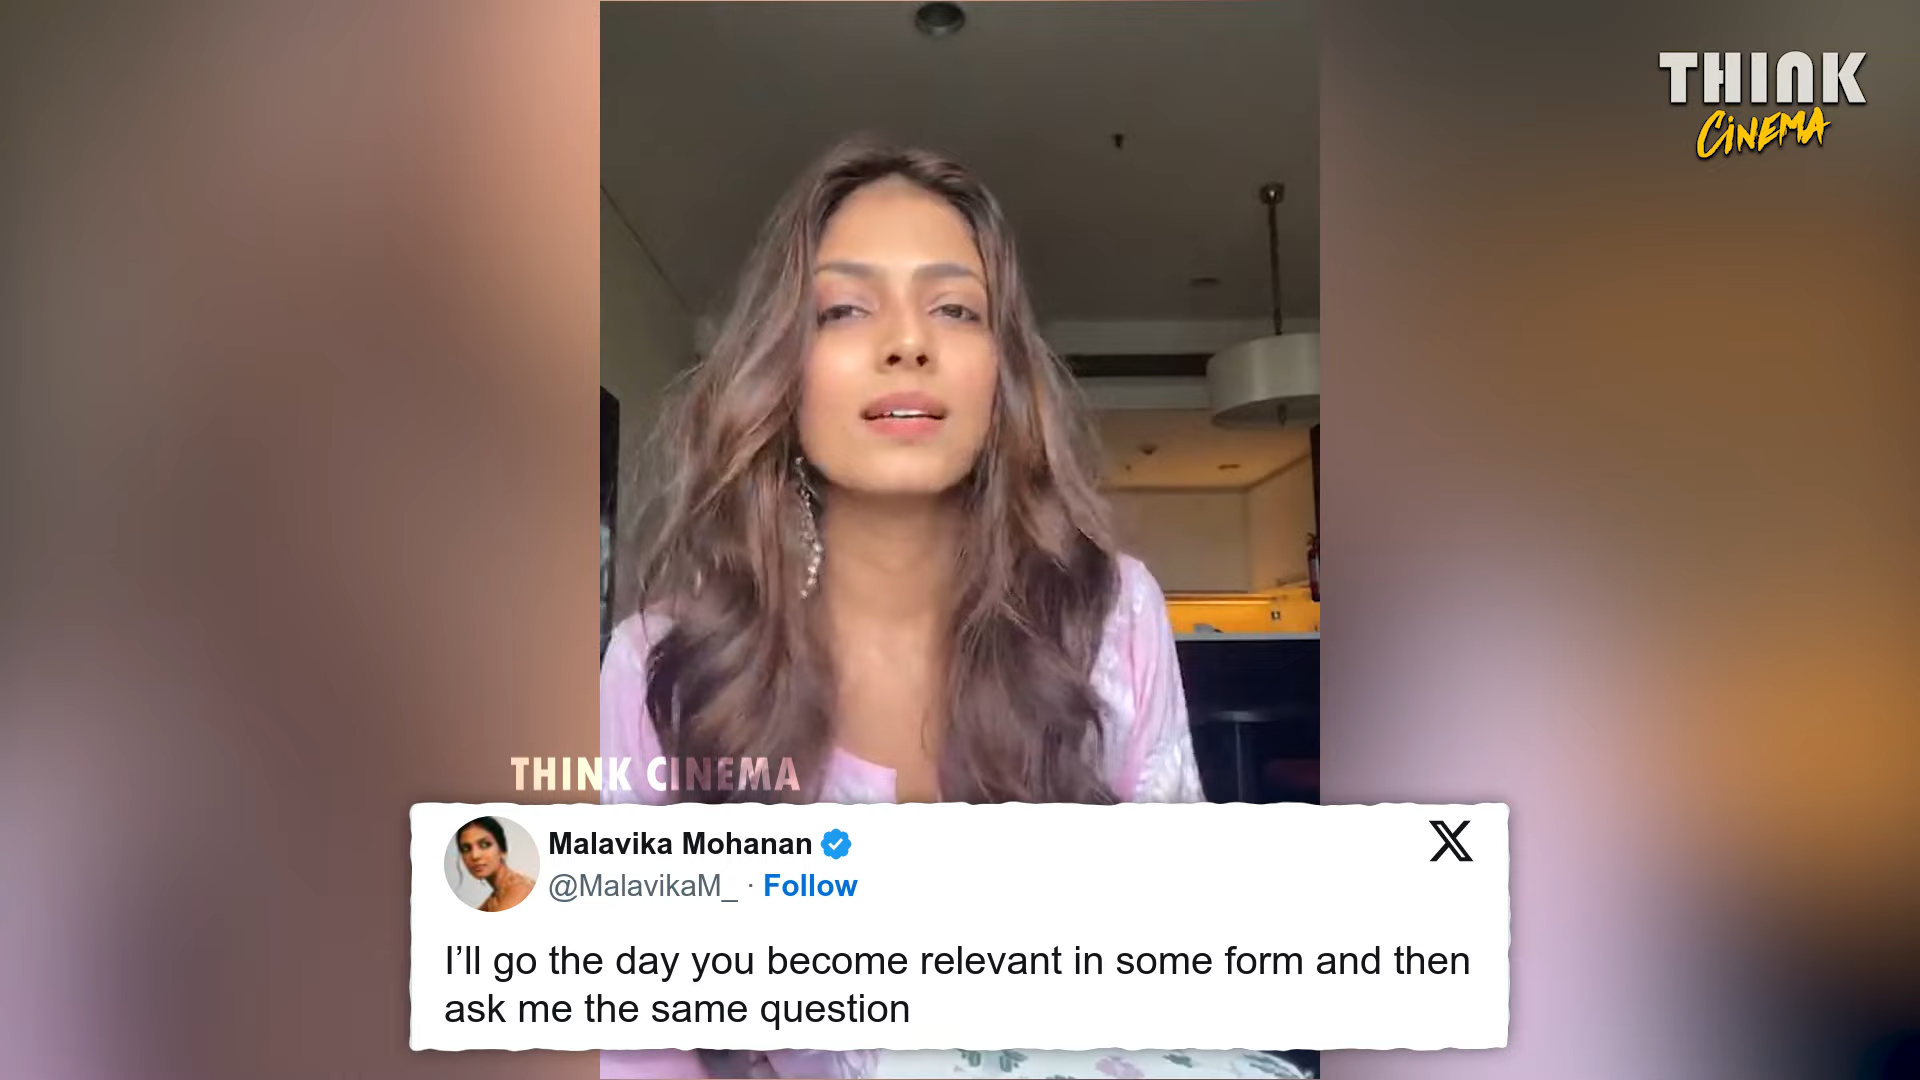 THINK
CINEMA
THINK CINEMA
Malavika Mohanan
@MalavikaM_ · Follow
I’ll go the day you become relevant in some form and then
ask me the same question